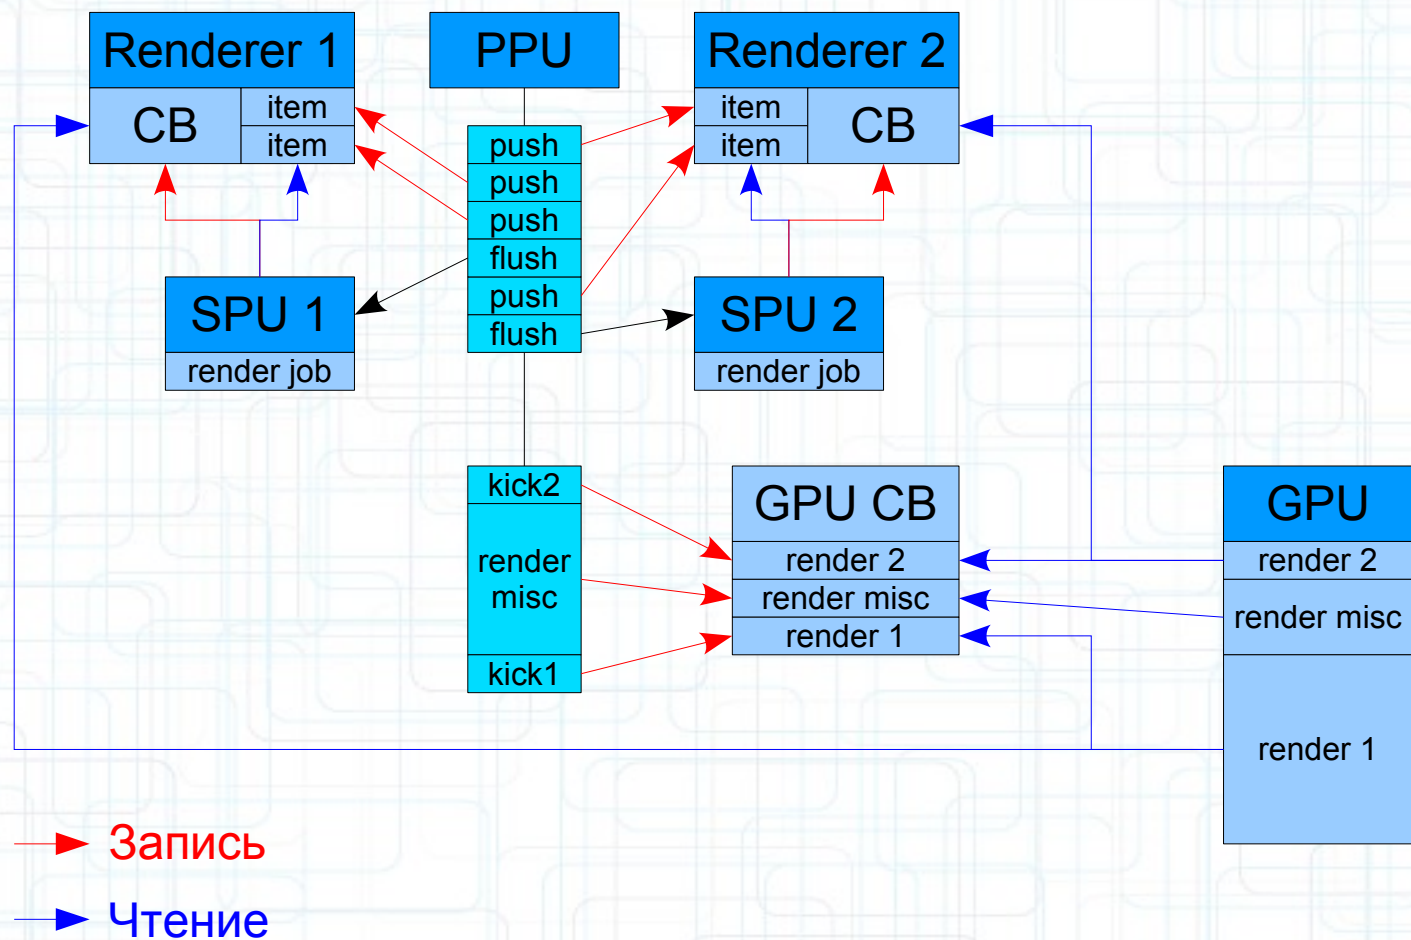 Renderer 1
CB
item
item
PPU
push
push
push
flush
push
flush
Renderer 2
item
item
CB
SPU 1
render job
SPU 2
render job
kick2
render
misc
kick1
GPU CB
render 2
render misc
render 1
GPU
render 2
render misc
render 1
Запись
Чтение